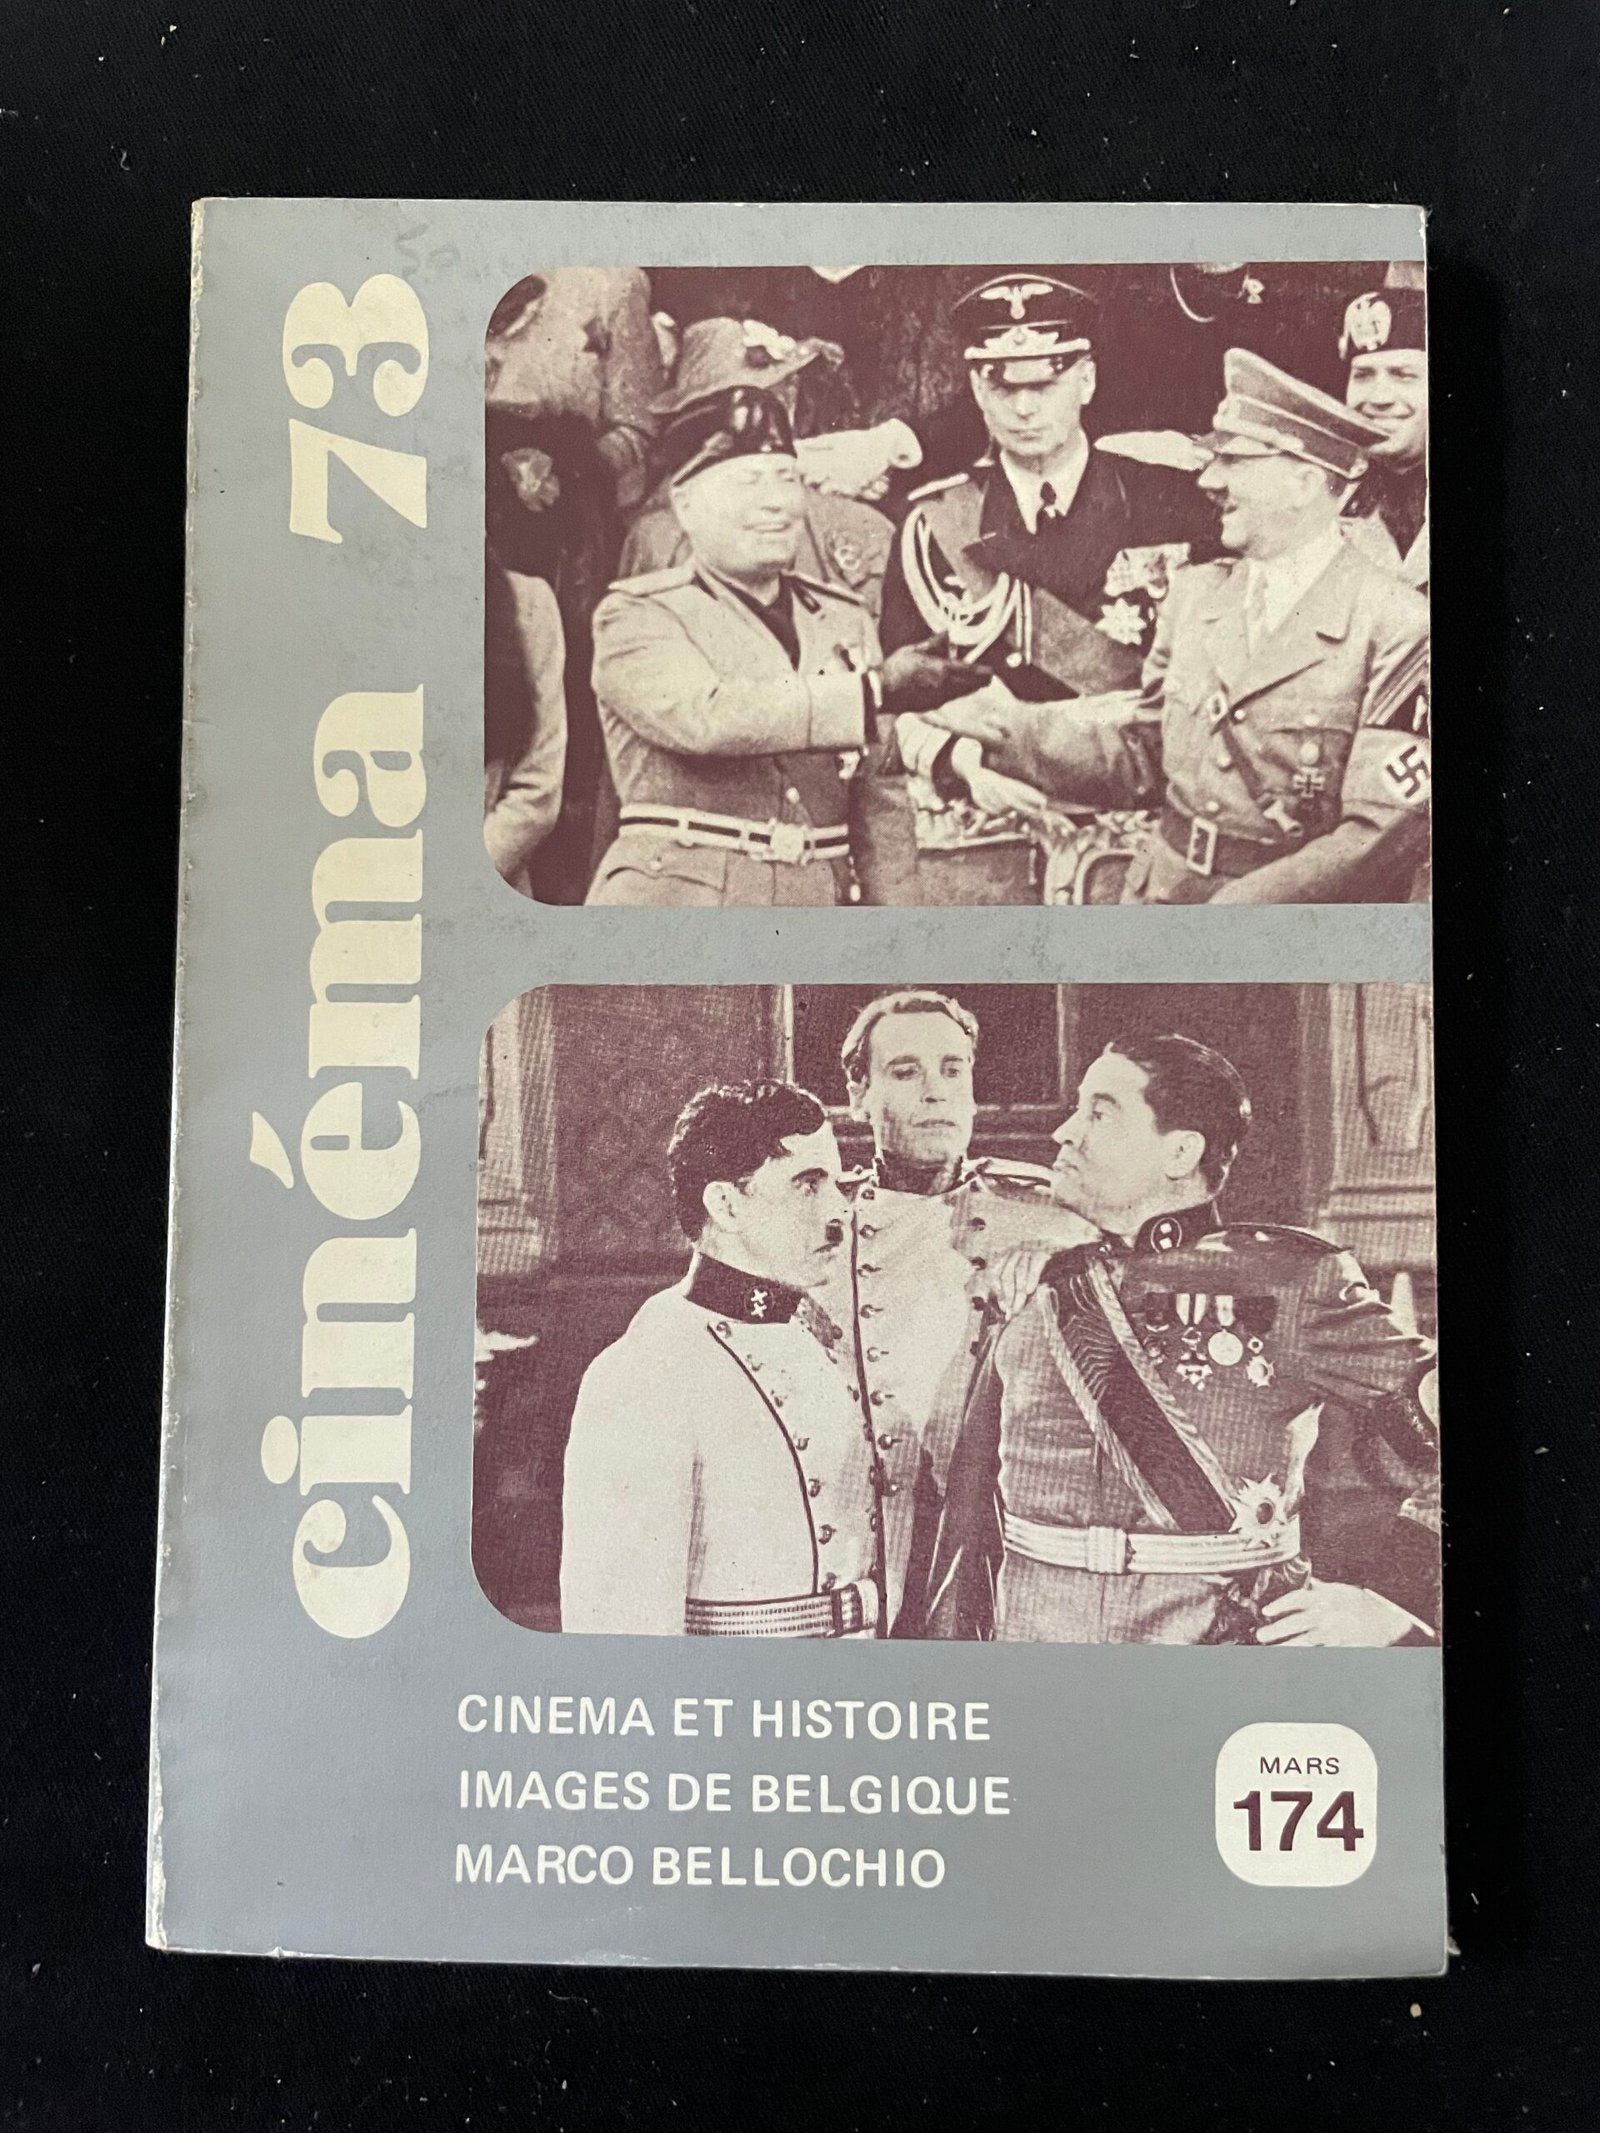 cinéma 73
CINEMA ET HISTOIRE
IMAGES DE BELGIQUE
MARCO BELLOCHIO
MARS
174